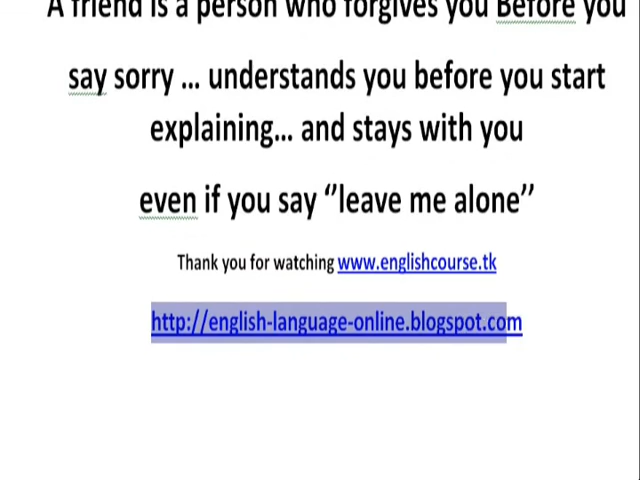 A friend is a person who forgives you Before you
say sorry ... understands you before you start
explaining... and stays with you
even if you say ‘’leave me alone’’
Thank you for watching www.englishcourse.tk
http://english-language-online.blogspot.com